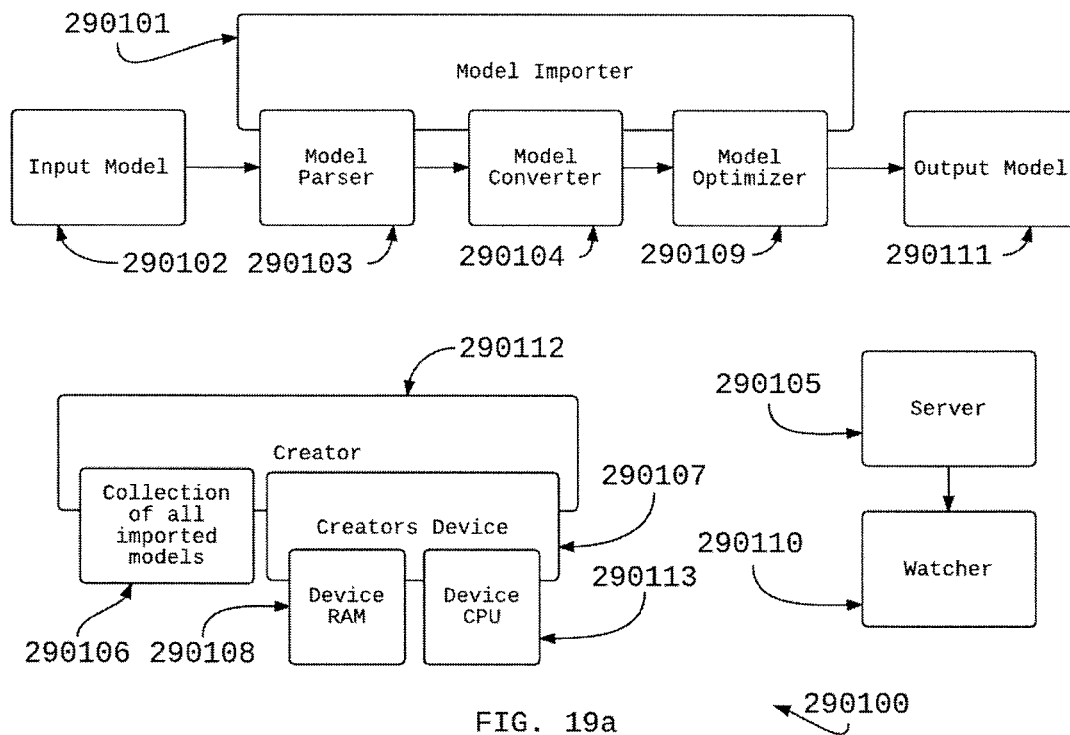 290101
Model Importer
Input Model
Model
Parser
Model
Converter
Model
Optimizer
Output Model
290102
290103
290104
290109
290111
290112
290105
Server
Creator
290107
Collection
of all
imported
models
Creators Device
290110
Watcher
290113
Device
RAM
Device
CPU
290106
290108
290100
FIG. 19a